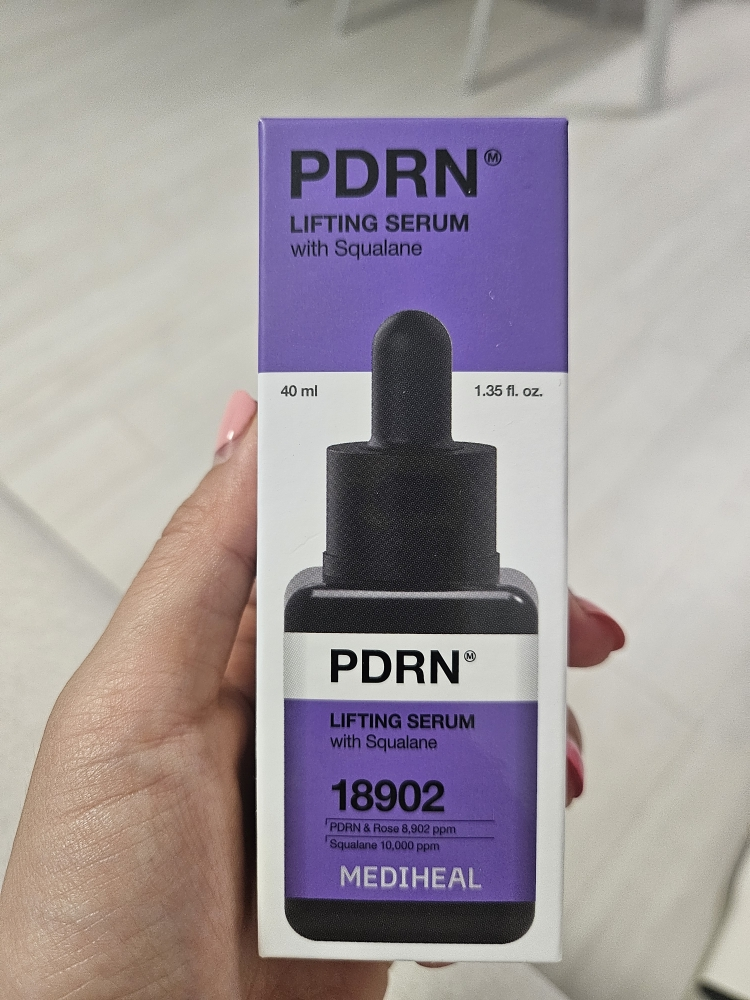 PDRN Ⓜ
LIFTING SERUM
with Squalane
40 ml
1.35 fl. oz.
PDRN Ⓜ
LIFTING SERUM
with Squalane
18902
PDRN & Rose 8,902 ppm
Squalane 10,000 ppm
MEDIHEAL